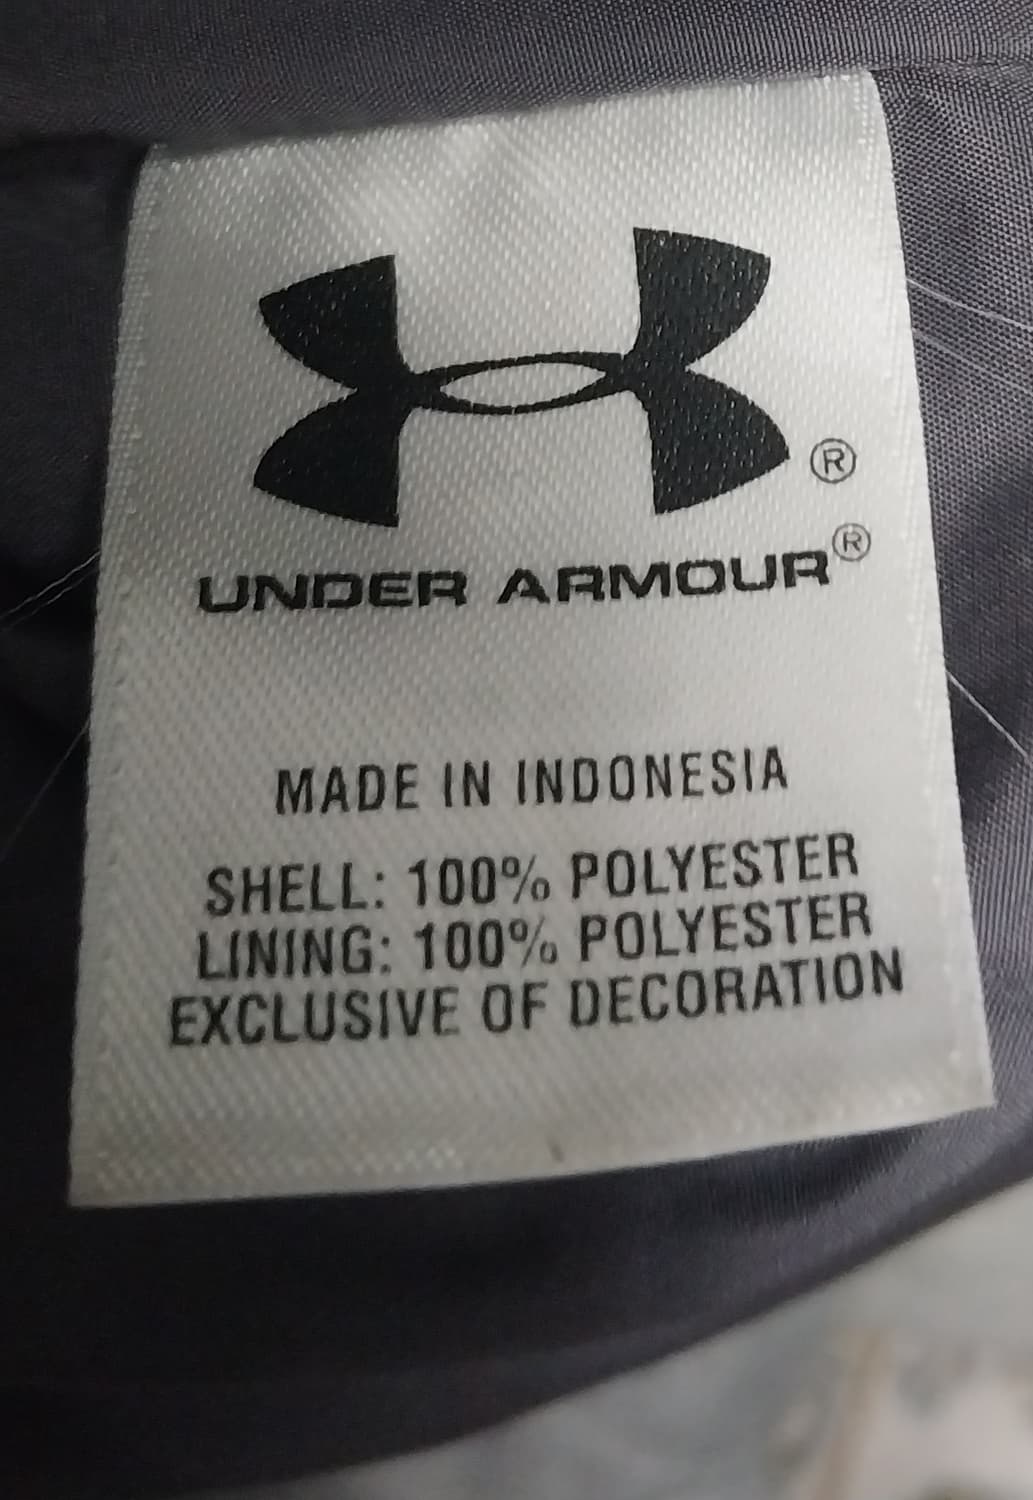 ®
UNDER ARMOUR®
MADE IN INDONESIA
SHELL: 100% POLYESTER
LINING: 100% POLYESTER
EXCLUSIVE OF DECORATION